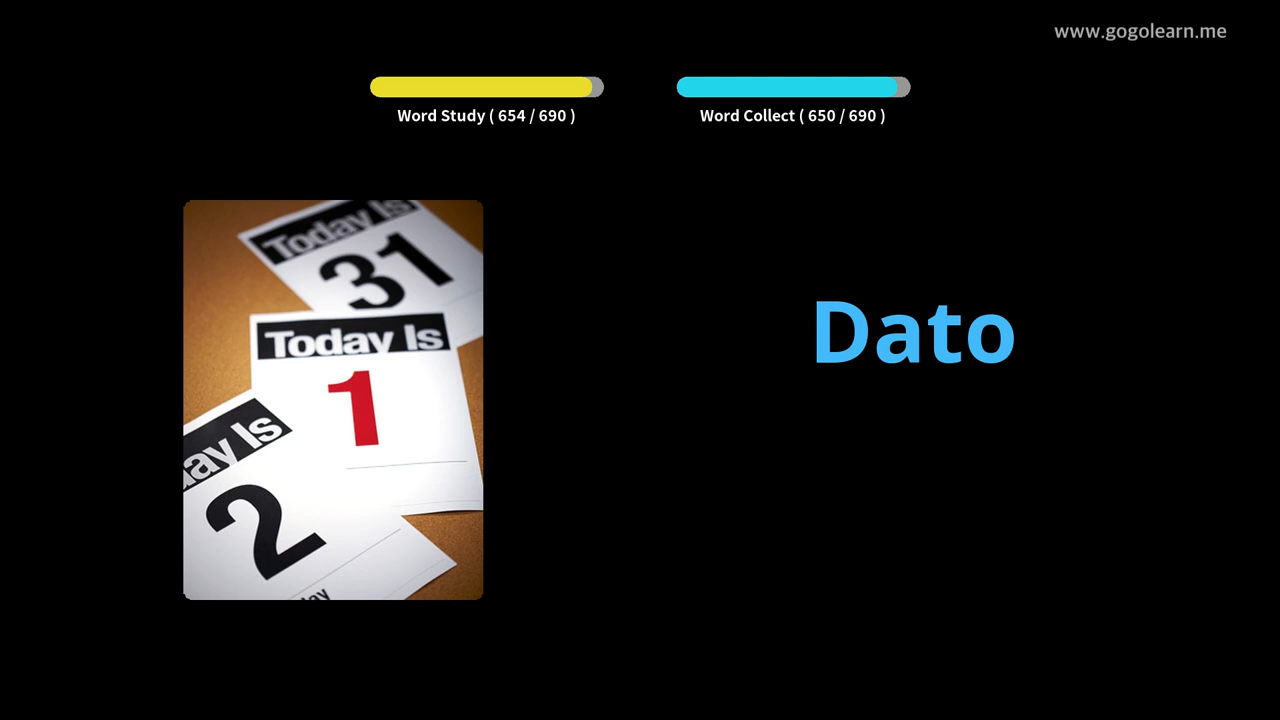 www.gogolearn.me
Word Study ( 654 / 690 )
Word Collect ( 650 / 690 )
Today Is
31
Today Is
1
Is
2
Dato